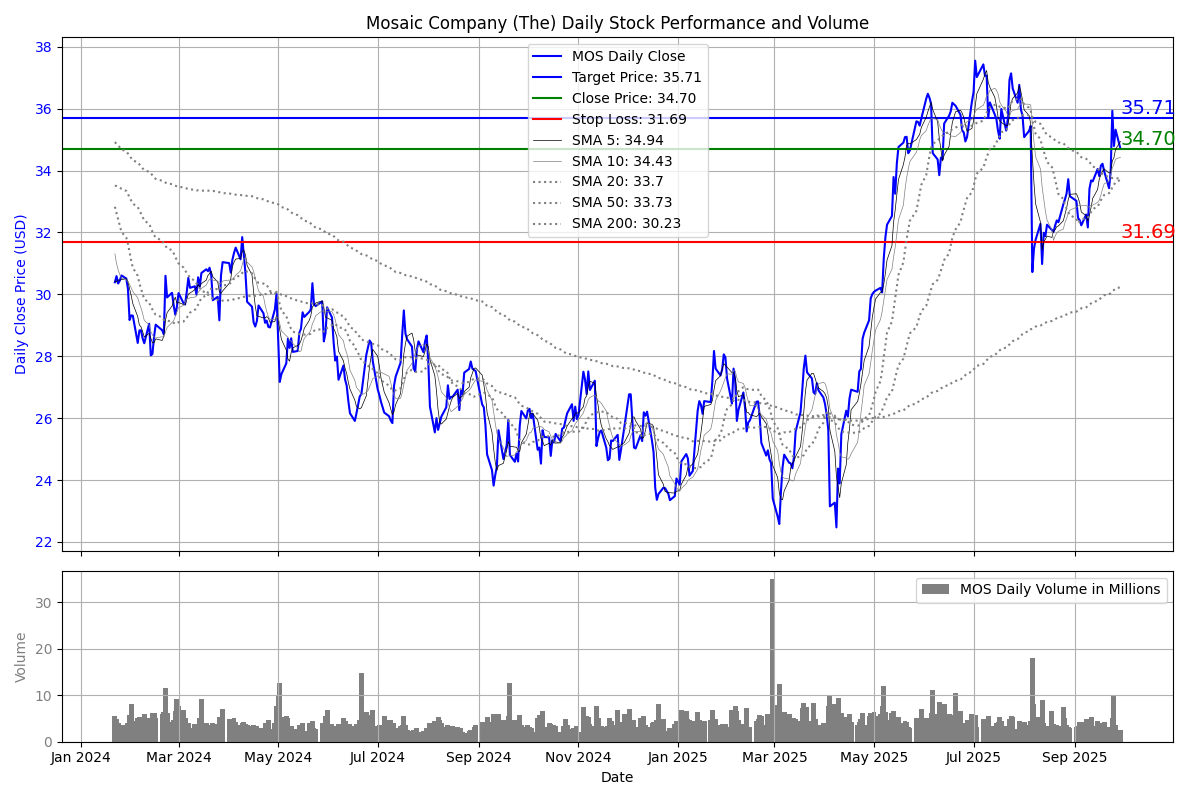 Mosaic Company (The) Daily Stock Performance and Volume
38
36
34
32
30
28
26
24
22
Daily Close Price (USD)
MOS Daily Close
Target Price: 35.71
Close Price: 34.70
Stop Loss: 31.69
SMA 5: 34.94
SMA 10: 34.43
SMA 20: 33.7
SMA 50: 33.73
SMA 200: 30.23
35.71
34.70
31.69
30
20
10
0
Volume
MOS Daily Volume in Millions
Jan 2024 Mar 2024 May 2024 Jul 2024 Sep 2024 Nov 2024 Jan 2025 Mar 2025 May 2025 Jul 2025 Sep 2025
Date